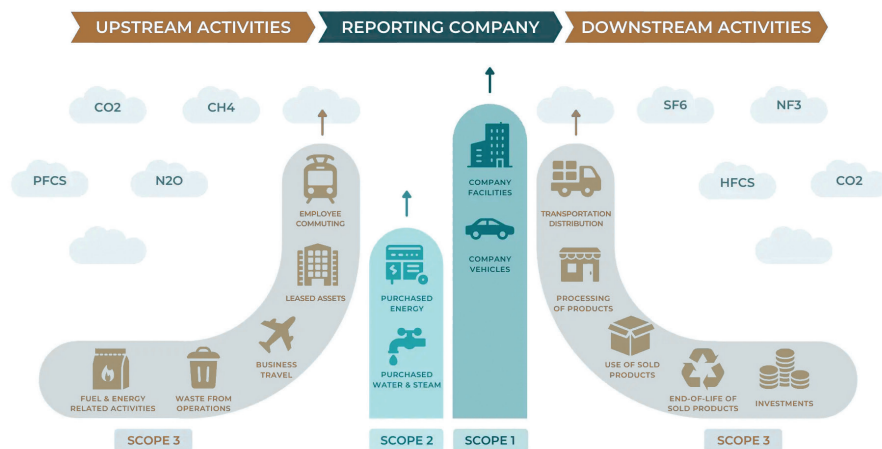 UPSTREAM ACTIVITIES
REPORTING COMPANY
DOWNSTREAM ACTIVITIES
CO2
CH4
SF6
NF3
PFCS
N2O
HFCS
CO2
EMPLOYEE
COMMUTING
LEASED ASSETS
BUSINESS
TRAVEL
WASTE FROM
OPERATIONS
FUEL & ENERGY
RELATED ACTIVITIES
PURCHASED
ENERGY
PURCHASED
WATER & STEAM
COMPANY
FACILITIES
COMPANY
VEHICLES
TRANSPORTATION
DISTRIBUTION
PROCESSING
OF PRODUCTS
USE OF SOLD
PRODUCTS
END-OF-LIFE OF
SOLD PRODUCTS
INVESTMENTS
SCOPE 3
SCOPE 2
SCOPE 1
SCOPE 3